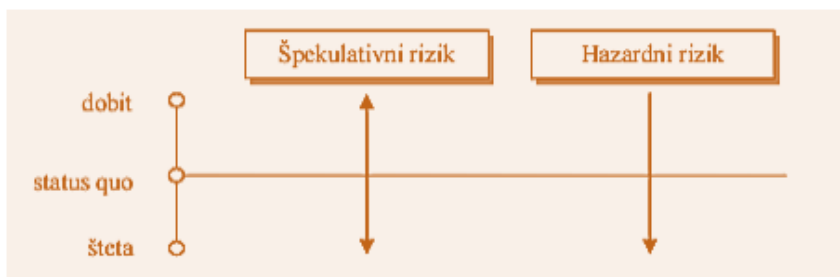 Špekulativni rizik
Hazardni rizik
dobit
status quo
šteta